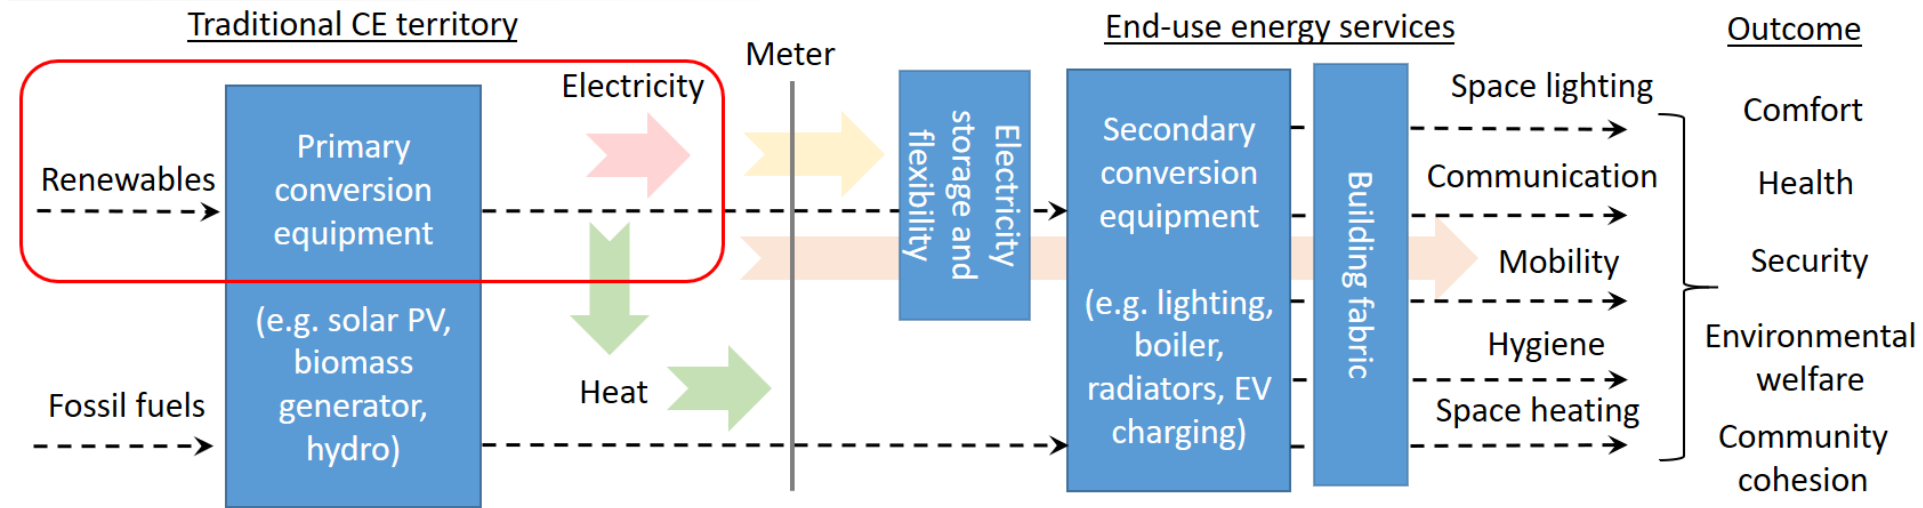 Traditional CE territory
Renewables
Fossil fuels
Primary
conversion
equipment
(e.g. solar PV,
biomass
generator,
hydro)
Electricity
Heat
Meter
Electricity
storage and
flexibility
End-use energy services
Secondary
conversion
equipment
(e.g. lighting,
boiler,
radiators, EV
charging)
Building fabric
Space lighting
Communication
Mobility
Hygiene
Space heating
Outcome
Comfort
Health
Security
Environmental
welfare
Community
cohesion